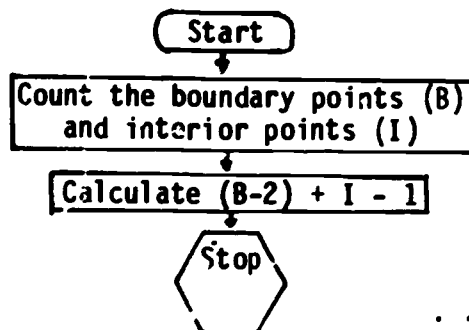 Start
Count the boundary points (B)
and interior points (I)
Calculate (B-2) + I - 1
Stop